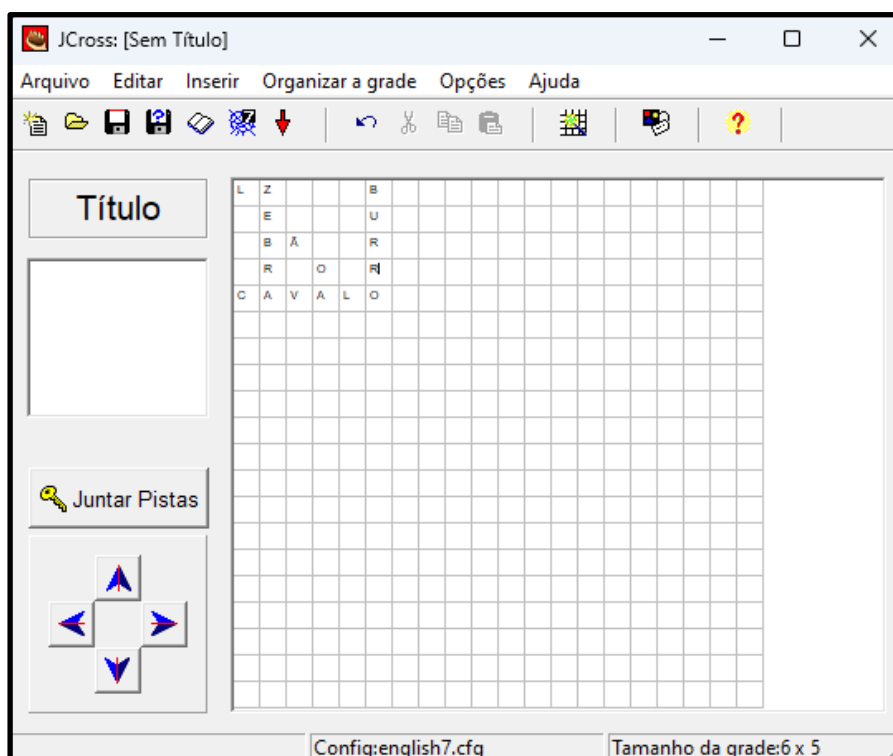 JCross: [Sem Título]
Arquivo Editar Inserir Organizar a grade Opções Ajuda
Título
L Z B
E U
B Ã R
R O R
C A V A L O
Juntar Pistas
Config:english7.cfg Tamanho da grade:6 x 5